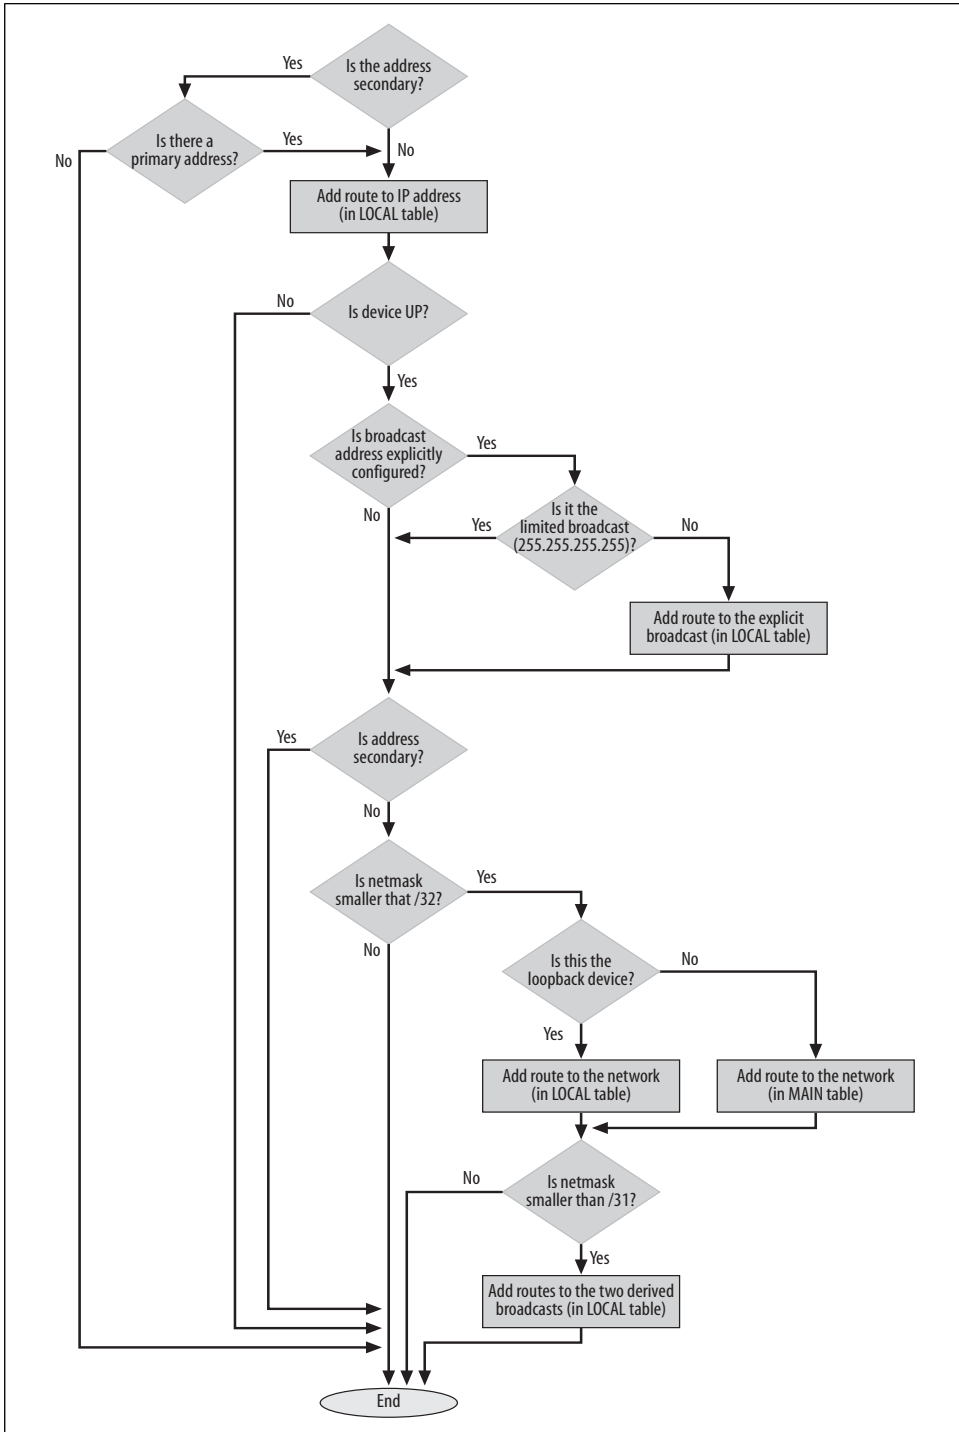 Is the address
secondary?
Yes
No
Is there a
primary address?
Yes
No
Add route to IP address
(in LOCAL table)
Is device UP?
No
Yes
Is broadcast
address explicitly
configured?
Yes
No
Is it the
limited broadcast
(255.255.255.255)?
Yes
No
Add route to the explicit
broadcast (in LOCAL table)
Is address
secondary?
Yes
No
Is netmask
smaller that /32?
Yes
No
Is this the
loopback device?
No
Yes
Add route to the network
(in LOCAL table)
Add route to the network
(in MAIN table)
Is netmask
smaller than /31?
No
Yes
Add routes to the two derived
broadcasts (in LOCAL table)
End